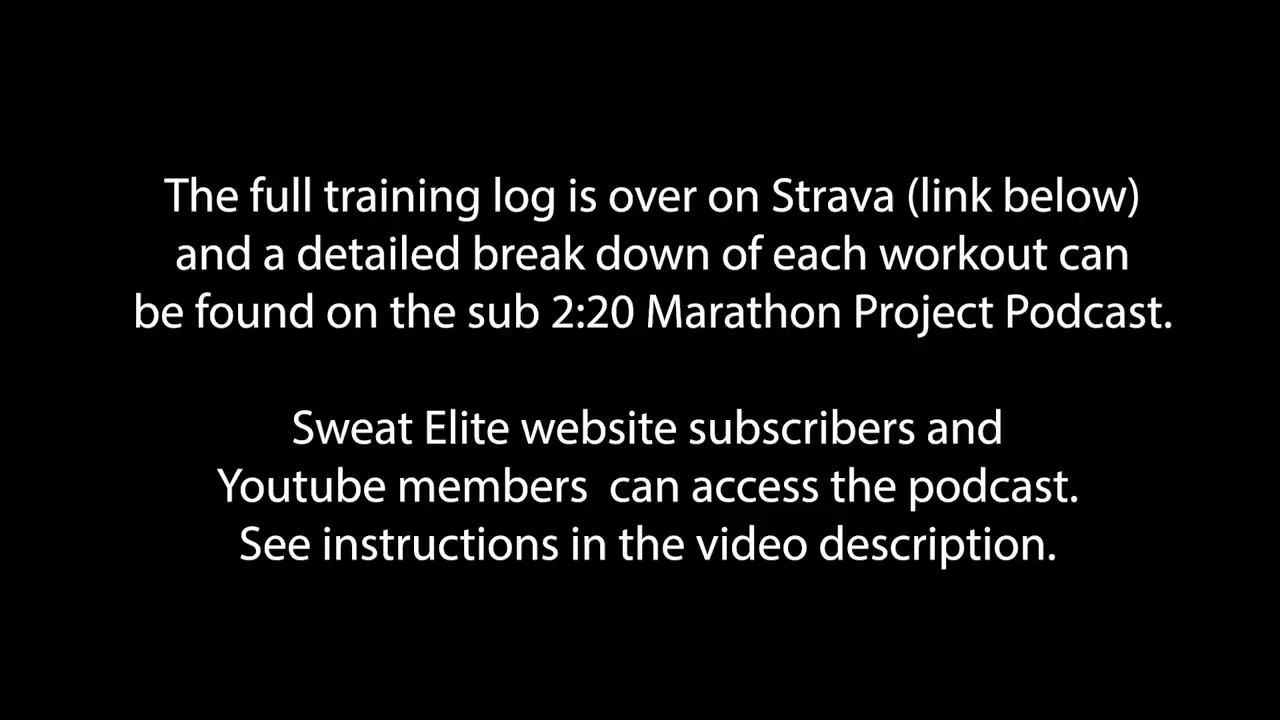 The full training log is over on Strava (link below)
and a detailed break down of each workout can
be found on the sub 2:20 Marathon Project Podcast.
Sweat Elite website subscribers and
Youtube members  can access the podcast.
See instructions in the video description.